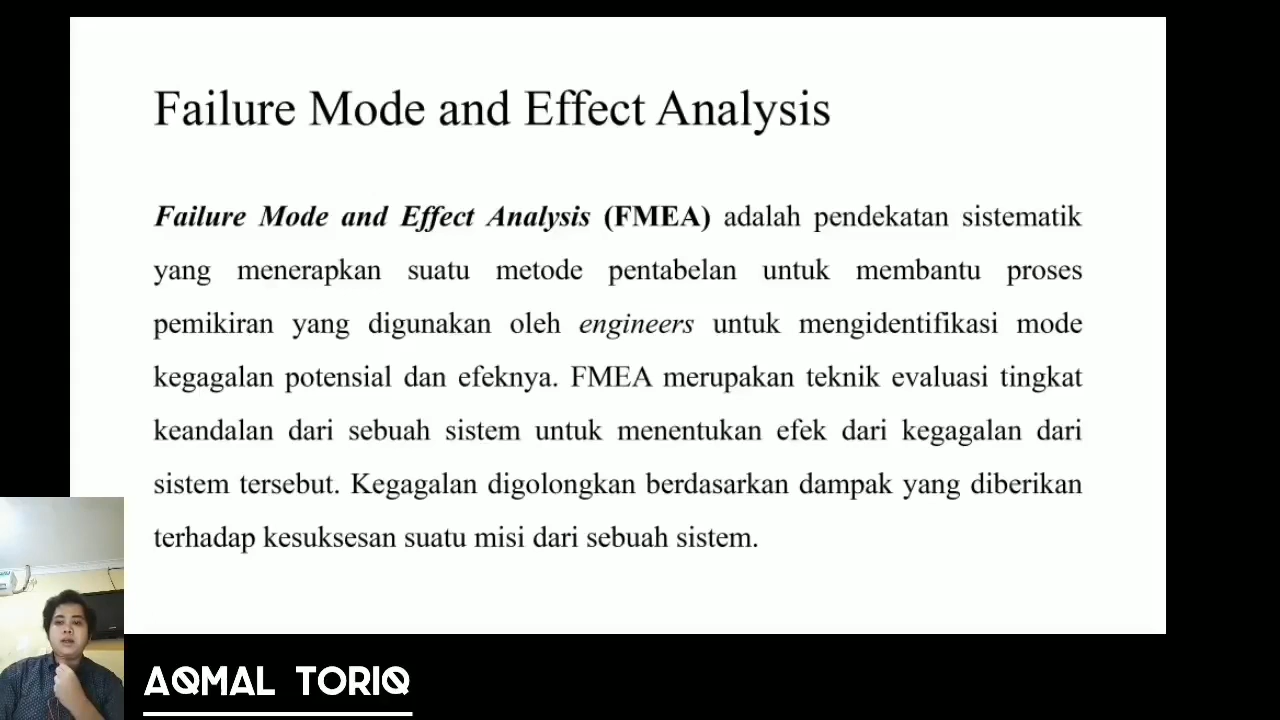 Failure Mode and Effect Analysis
Failure Mode and Effect Analysis (FMEA) adalah pendekatan sistematik
yang menerapkan suatu metode pentabelan untuk membantu proses
pemikiran yang digunakan oleh engineers untuk mengidentifikasi mode
kegagalan potensial dan efeknya. FMEA merupakan teknik evaluasi tingkat
keandalan dari sebuah sistem untuk menentukan efek dari kegagalan dari
sistem tersebut. Kegagalan digolongkan berdasarkan dampak yang diberikan
terhadap kesuksesan suatu misi dari sebuah sistem.
AQMAL TORIQ